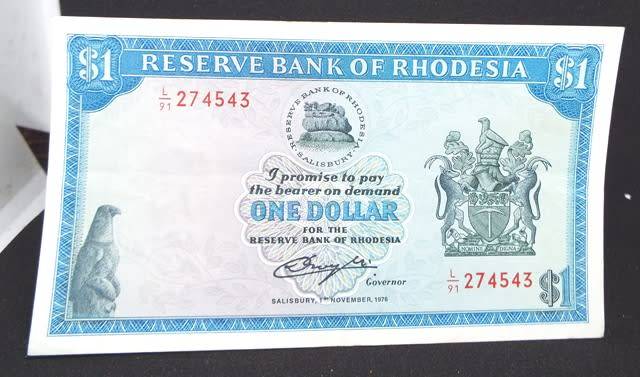 $1 RESERVE BANK OF RHODESIA $1
L/91 274543
RESERVE BANK OF RHODESIA · SALISBURY ·
I promise to pay
the bearer on demand
ONE DOLLAR
FOR THE
RESERVE BANK OF RHODESIA
Governor
SALISBURY, 1ST NOVEMBER, 1976
SIT NOMINE DIGNA
L/91 274543
$1